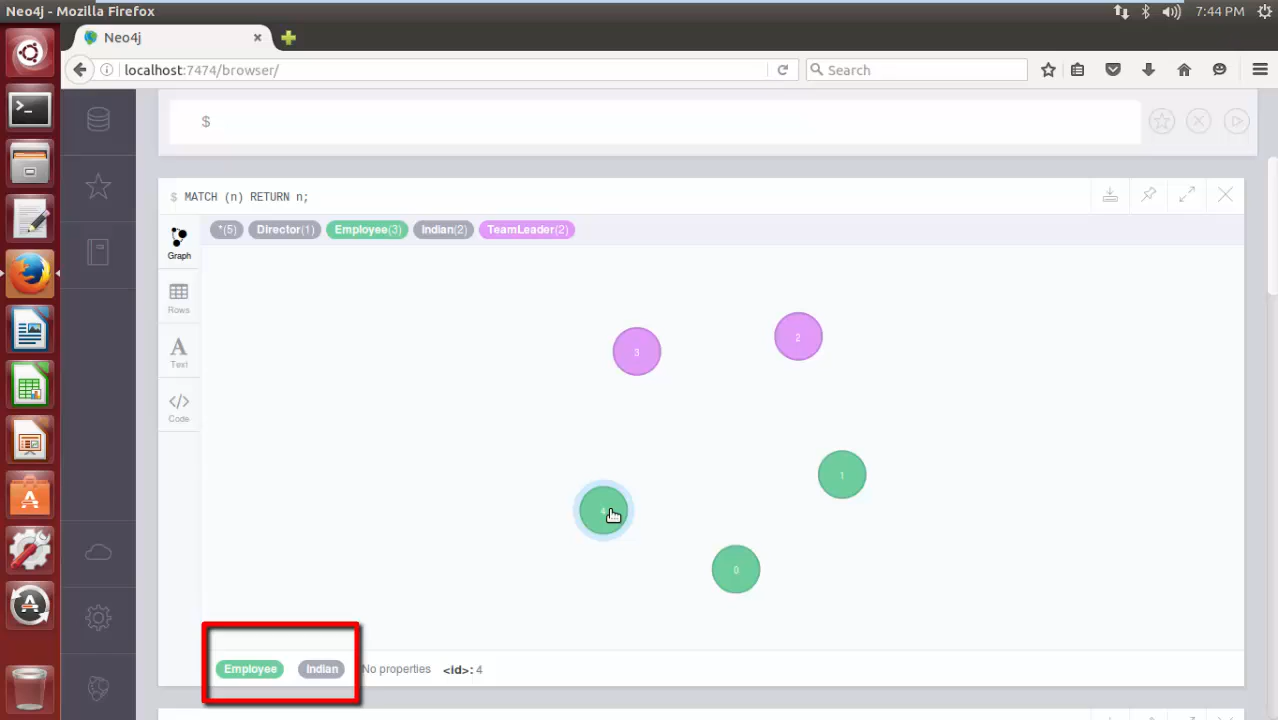 Neo4j - Mozilla Firefox
7:44 PM
Neo4j
localhost:7474/browser/
Search
$
$ MATCH (n) RETURN n;
*(5) Director(1) Employee(3) Indian(2) TeamLeader(2)
Graph
Rows
Text
Code
3
2
1
4
0
Employee Indian No properties <id>: 4